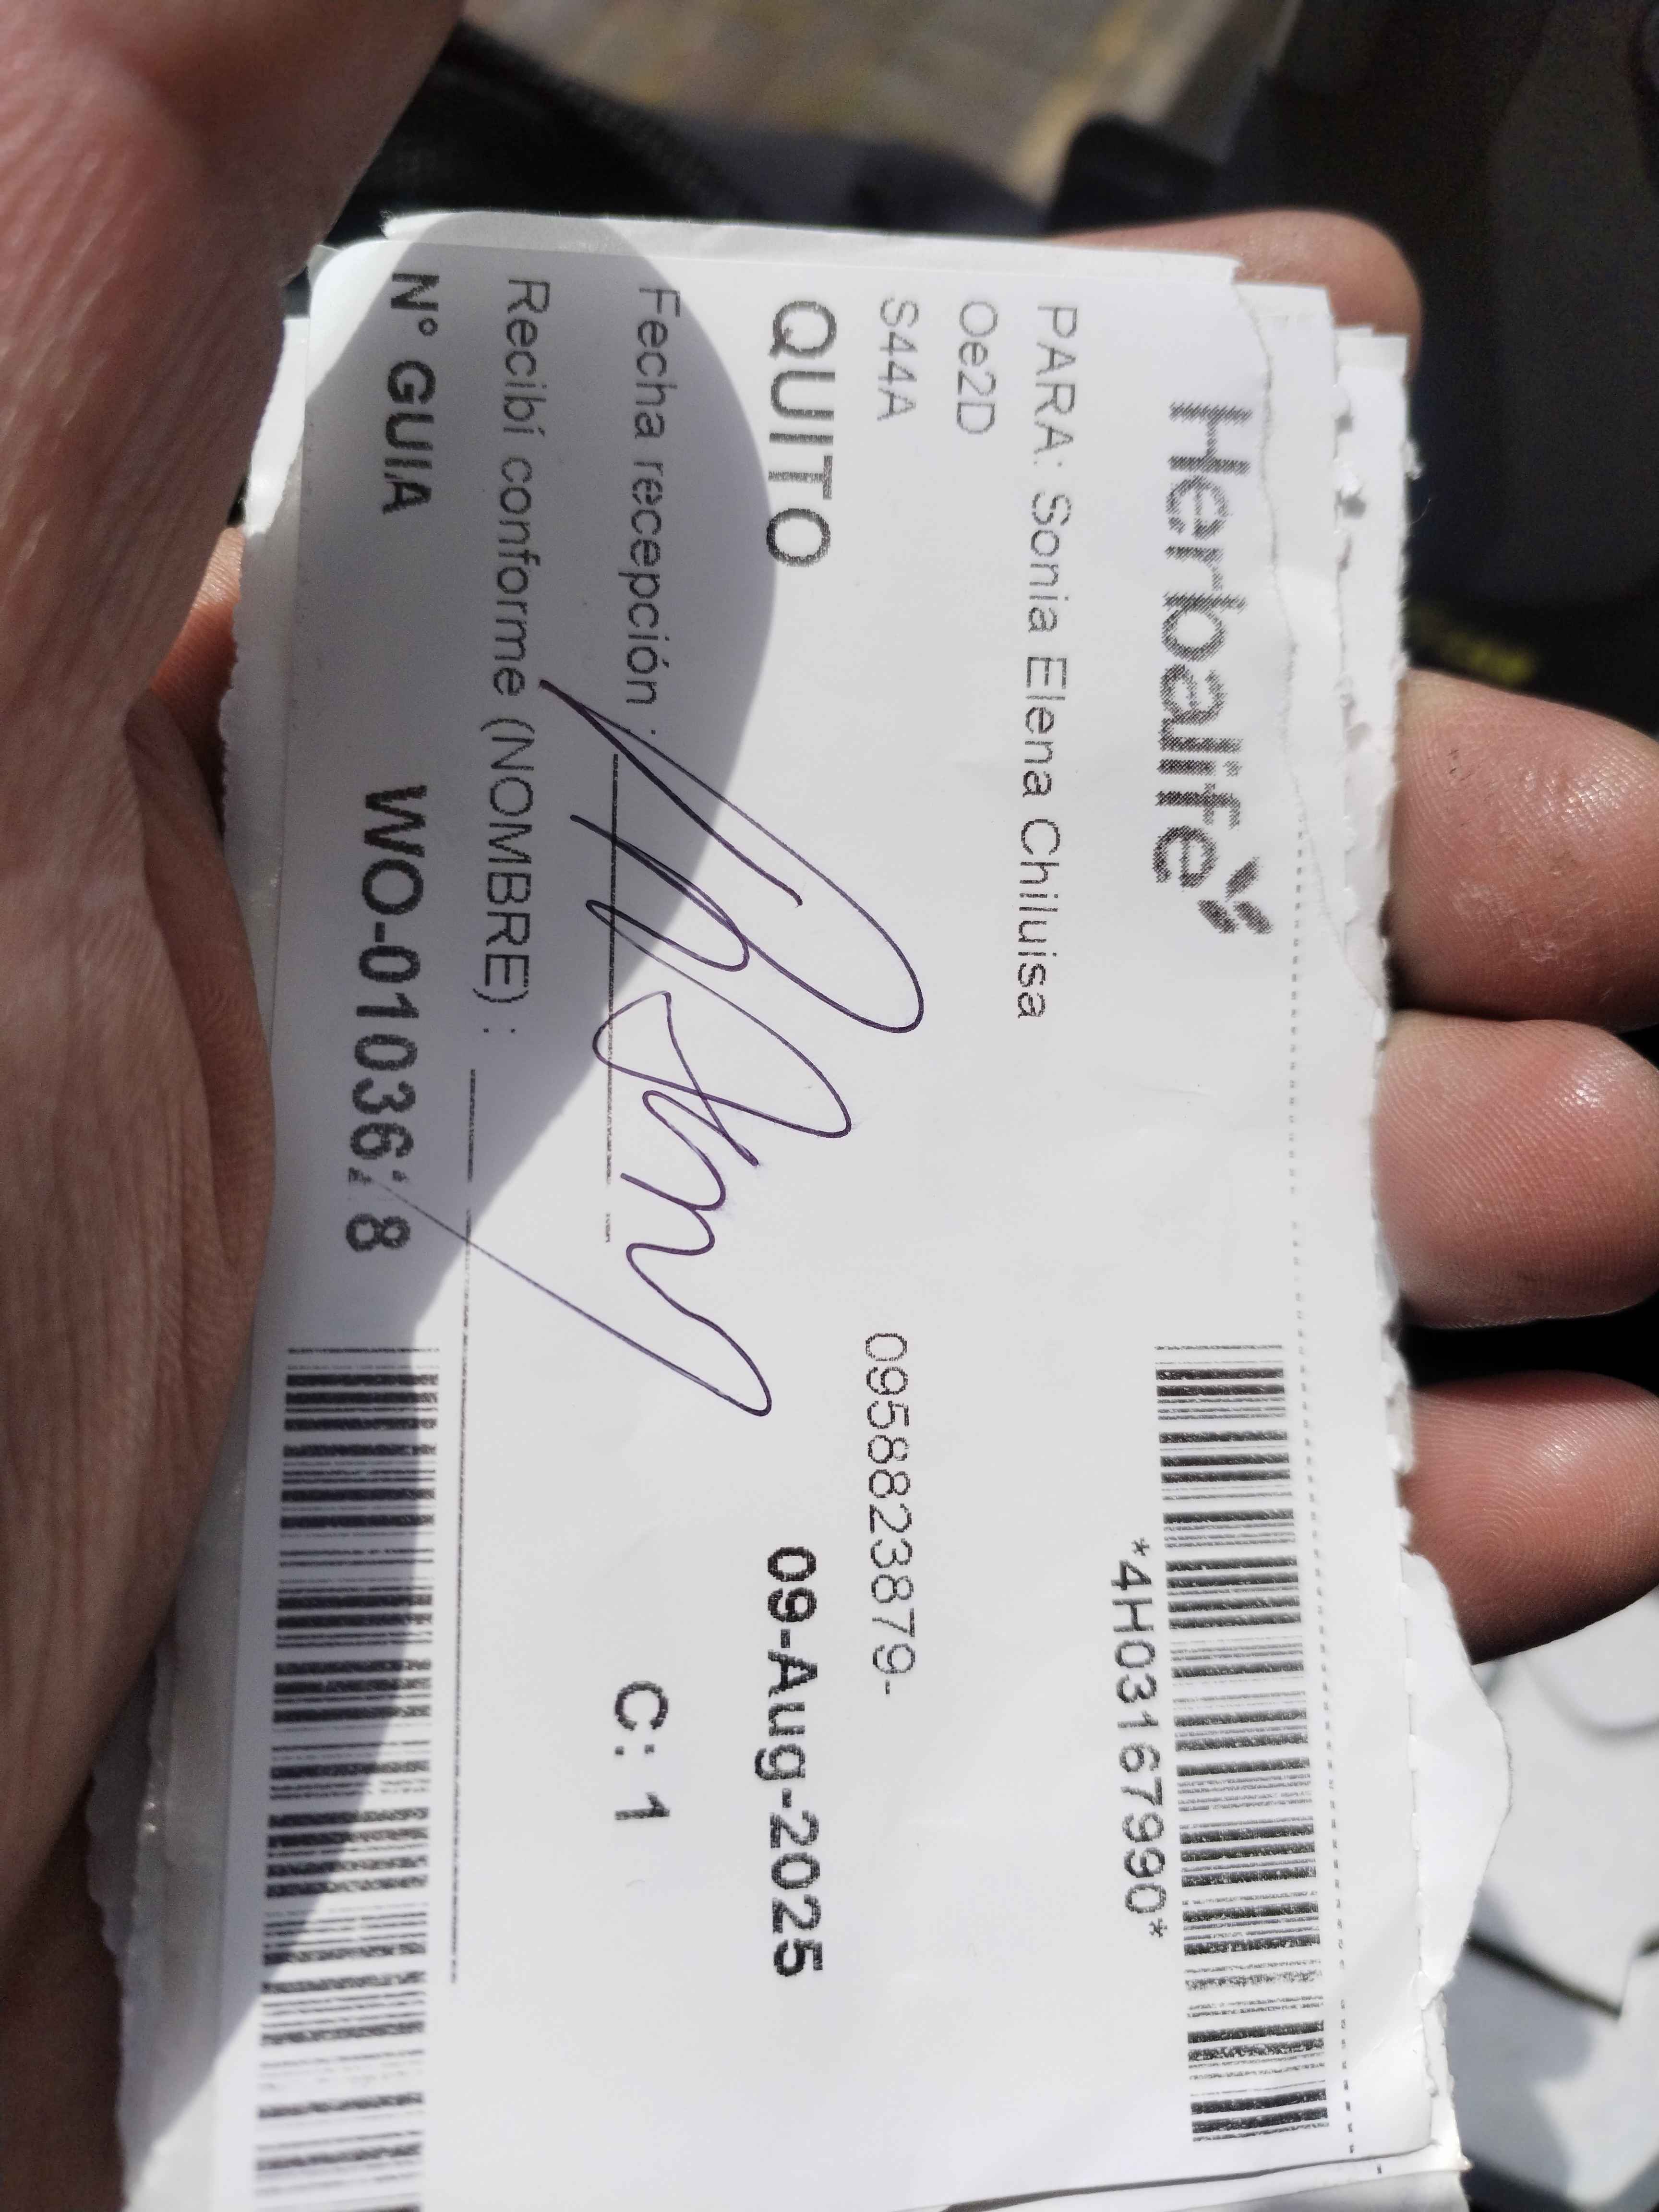 Herbalife
*4H03167990*
PARA: Sonia Elena Chiluisa
Oe2D
S44A
0958823879-
QUITO 09-Aug-2025
Fecha recepción :
C: 1
Recibí conforme (NOMBRE) :
N° GUIA